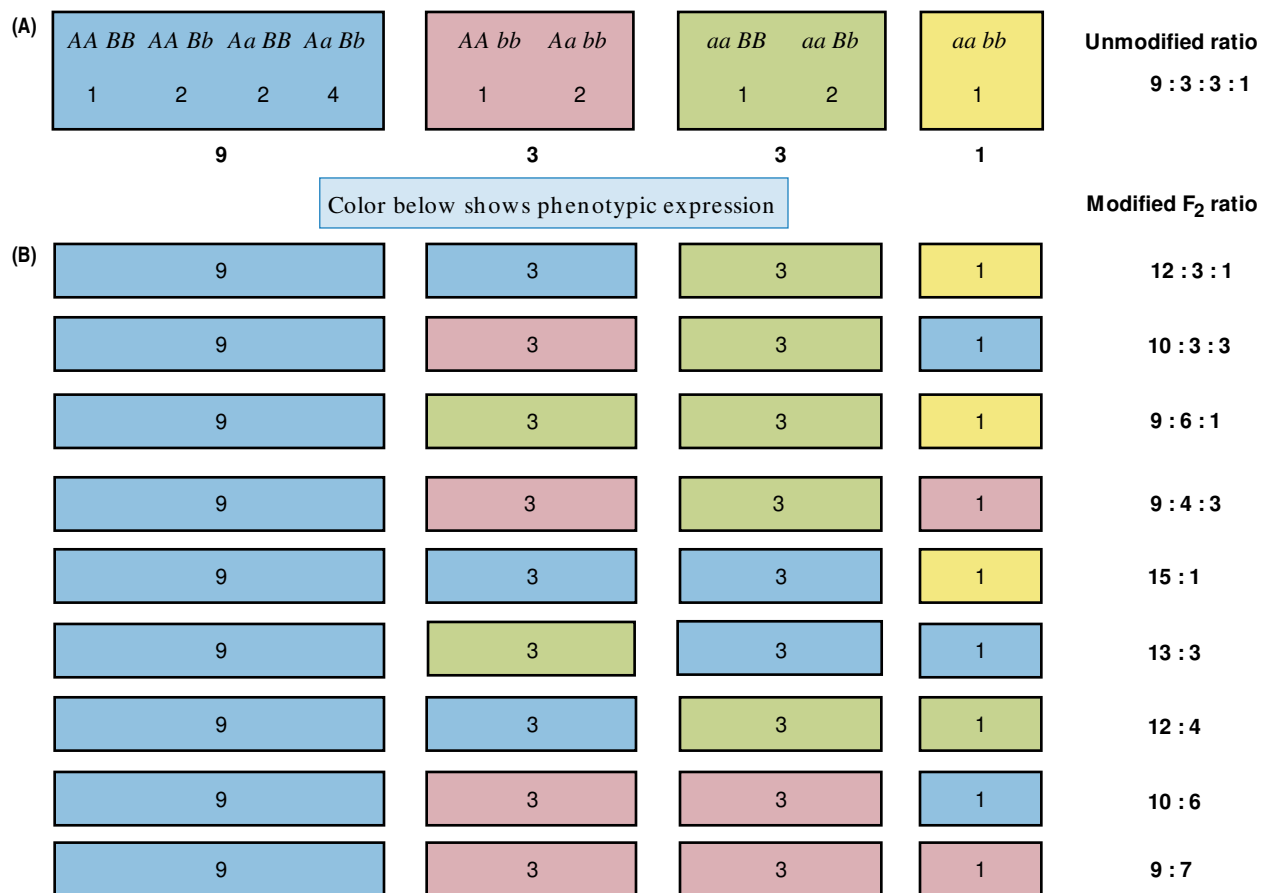 (A)
AA BB AA Bb Aa BB Aa Bb AA bb Aa bb aa BB aa Bb aa bb Unmodified ratio
1 2 2 4 1 2 1 2 1 9 : 3 : 3 : 1
9 3 3 1
Color below shows phenotypic expression Modified F2 ratio
(B)
9 3 3 1 12 : 3 : 1
9 3 3 1 10 : 3 : 3
9 3 3 1 9 : 6 : 1
9 3 3 1 9 : 4 : 3
9 3 3 1 15 : 1
9 3 3 1 13 : 3
9 3 3 1 12 : 4
9 3 3 1 10 : 6
9 3 3 1 9 : 7